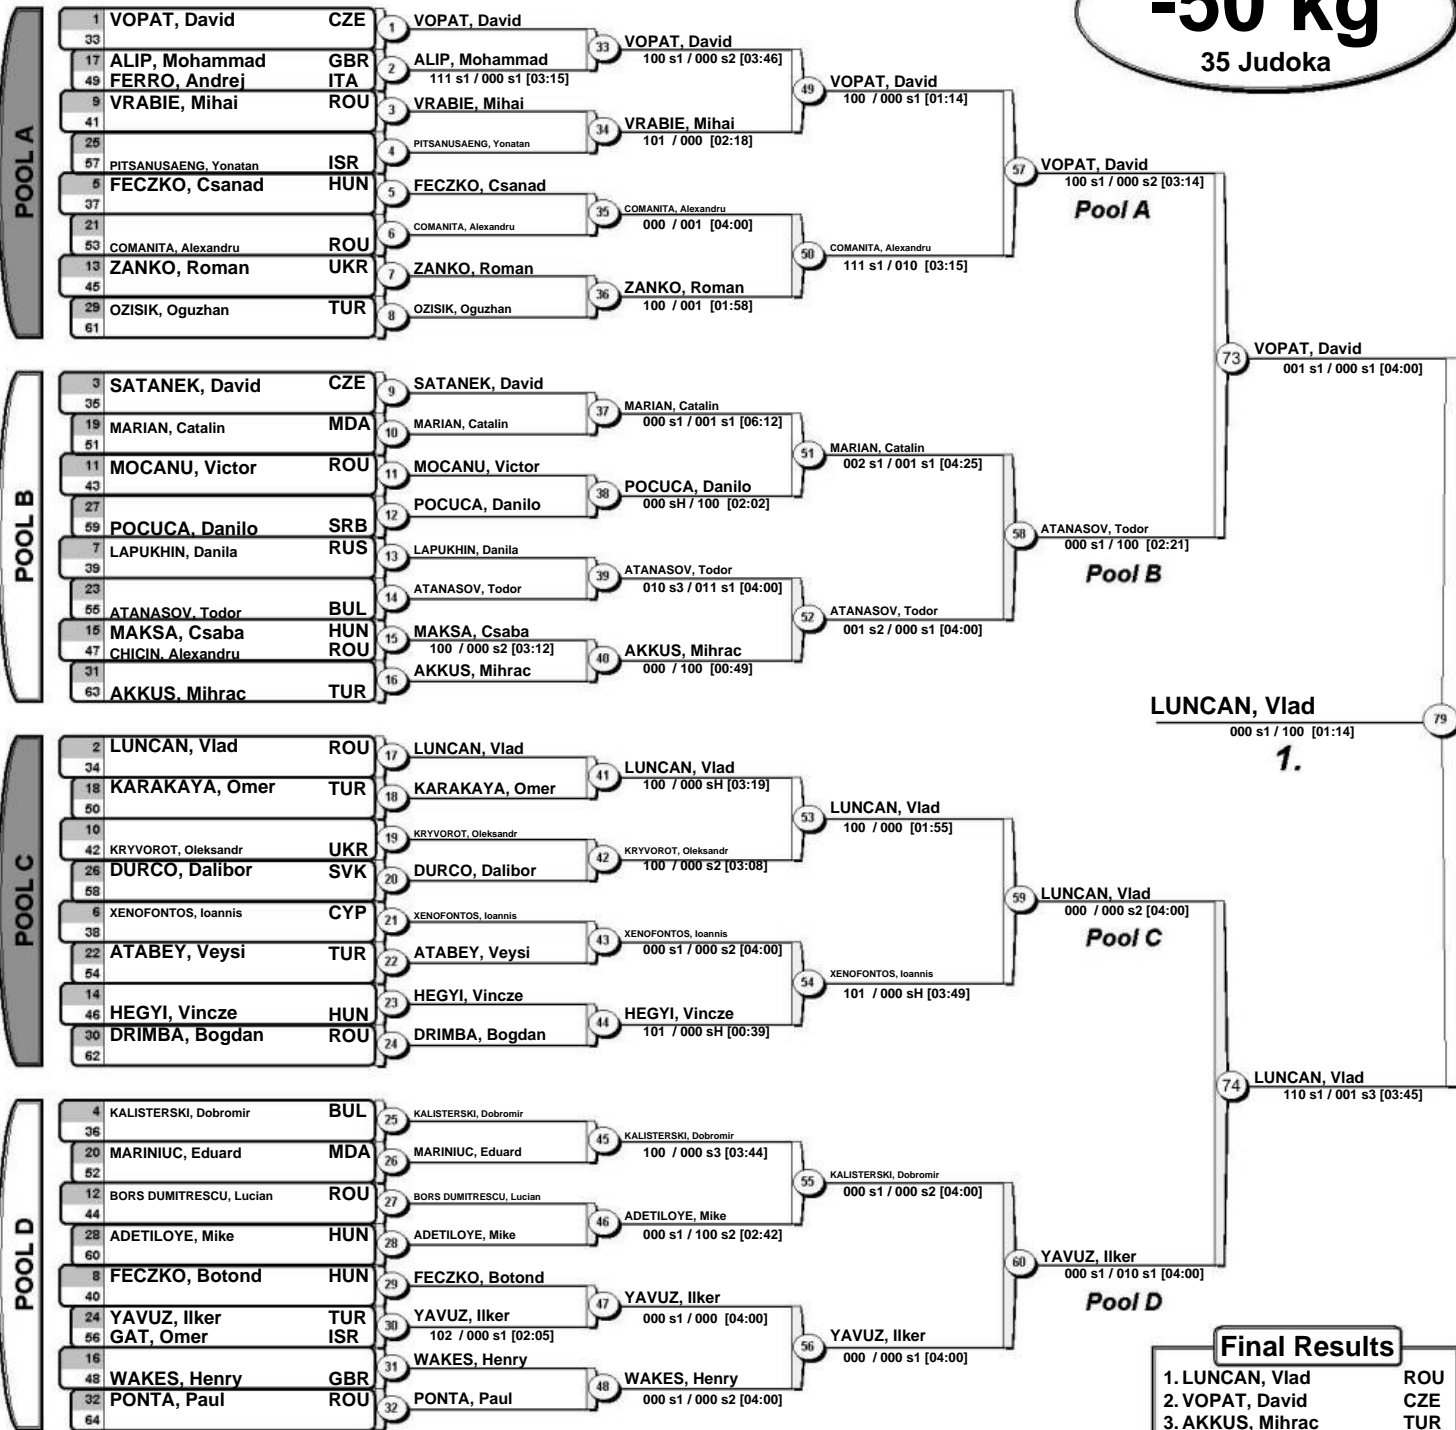 -50 kg
35 Judoka
POOL A
1 VOPAT, David CZE
33
17 ALIP, Mohammad GBR
49 FERRO, Andrej ITA
9 VRABIE, Mihai ROU
41
25
57 PITSANUSAENG, Yonatan ISR
5 FECZKO, Csanad HUN
37
21
53 COMANITA, Alexandru ROU
13 ZANKO, Roman UKR
45
29 OZISIK, Oguzhan TUR
61
1 VOPAT, David
2 ALIP, Mohammad
111 s1 / 000 s1 [03:15]
3 VRABIE, Mihai
4 PITSANUSAENG, Yonatan
5 FECZKO, Csanad
6 COMANITA, Alexandru
7 ZANKO, Roman
8 OZISIK, Oguzhan
33 VOPAT, David
100 s1 / 000 s2 [03:46]
34 VRABIE, Mihai
101 / 000 [02:18]
35 COMANITA, Alexandru
000 / 001 [04:00]
36 ZANKO, Roman
100 / 001 [01:58]
49 VOPAT, David
100 / 000 s1 [01:14]
50 COMANITA, Alexandru
111 s1 / 010 [03:15]
57 VOPAT, David
100 s1 / 000 s2 [03:14]
Pool A
POOL B
3 SATANEK, David CZE
35
19 MARIAN, Catalin MDA
51
11 MOCANU, Victor ROU
43
27
59 POCUCA, Danilo SRB
7 LAPUKHIN, Danila RUS
39
23
55 ATANASOV, Todor BUL
15 MAKSA, Csaba HUN
47 CHICIN, Alexandru ROU
31
63 AKKUS, Mihrac TUR
9 SATANEK, David
10 MARIAN, Catalin
11 MOCANU, Victor
12 POCUCA, Danilo
13 LAPUKHIN, Danila
14 ATANASOV, Todor
15 MAKSA, Csaba
100 / 000 s2 [03:12]
16 AKKUS, Mihrac
37 MARIAN, Catalin
000 s1 / 001 s1 [06:12]
38 POCUCA, Danilo
000 sH / 100 [02:02]
39 ATANASOV, Todor
010 s3 / 011 s1 [04:00]
40 AKKUS, Mihrac
000 / 100 [00:49]
51 MARIAN, Catalin
002 s1 / 001 s1 [04:25]
52 ATANASOV, Todor
001 s2 / 000 s1 [04:00]
58 ATANASOV, Todor
000 s1 / 100 [02:21]
Pool B
73 VOPAT, David
001 s1 / 000 s1 [04:00]
LUNCAN, Vlad 79
000 s1 / 100 [01:14]
1.
POOL C
2 LUNCAN, Vlad ROU
34
18 KARAKAYA, Omer TUR
50
10
42 KRYVOROT, Oleksandr UKR
26 DURCO, Dalibor SVK
58
6 XENOFONTOS, Ioannis CYP
38
22 ATABEY, Veysi TUR
54
14
46 HEGYI, Vincze HUN
30 DRIMBA, Bogdan ROU
62
17 LUNCAN, Vlad
18 KARAKAYA, Omer
19 KRYVOROT, Oleksandr
20 DURCO, Dalibor
21 XENOFONTOS, Ioannis
22 ATABEY, Veysi
23 HEGYI, Vincze
24 DRIMBA, Bogdan
41 LUNCAN, Vlad
100 / 000 sH [03:19]
42 KRYVOROT, Oleksandr
100 / 000 s2 [03:08]
43 XENOFONTOS, Ioannis
000 s1 / 000 s2 [04:00]
44 HEGYI, Vincze
101 / 000 sH [00:39]
53 LUNCAN, Vlad
100 / 000 [01:55]
54 XENOFONTOS, Ioannis
101 / 000 sH [03:49]
59 LUNCAN, Vlad
000 / 000 s2 [04:00]
Pool C
74 LUNCAN, Vlad
110 s1 / 001 s3 [03:45]
POOL D
4 KALISTERSKI, Dobromir BUL
36
20 MARINIUC, Eduard MDA
52
12 BORS DUMITRESCU, Lucian ROU
44
28 ADETILOYE, Mike HUN
60
8 FECZKO, Botond HUN
40
24 YAVUZ, Ilker TUR
56 GAT, Omer ISR
16
48 WAKES, Henry GBR
32 PONTA, Paul ROU
64
25 KALISTERSKI, Dobromir
26 MARINIUC, Eduard
27 BORS DUMITRESCU, Lucian
28 ADETILOYE, Mike
29 FECZKO, Botond
30 YAVUZ, Ilker
102 / 000 s1 [02:05]
31 WAKES, Henry
32 PONTA, Paul
45 KALISTERSKI, Dobromir
100 / 000 s3 [03:44]
46 ADETILOYE, Mike
000 s1 / 100 s2 [02:42]
47 YAVUZ, Ilker
000 s1 / 000 [04:00]
48 WAKES, Henry
000 s1 / 000 s2 [04:00]
55 KALISTERSKI, Dobromir
000 s1 / 000 s2 [04:00]
56 YAVUZ, Ilker
000 / 000 s1 [04:00]
60 YAVUZ, Ilker
000 s1 / 010 s1 [04:00]
Pool D
Final Results
1. LUNCAN, Vlad ROU
2. VOPAT, David CZE
3. AKKUS, Mihrac TUR